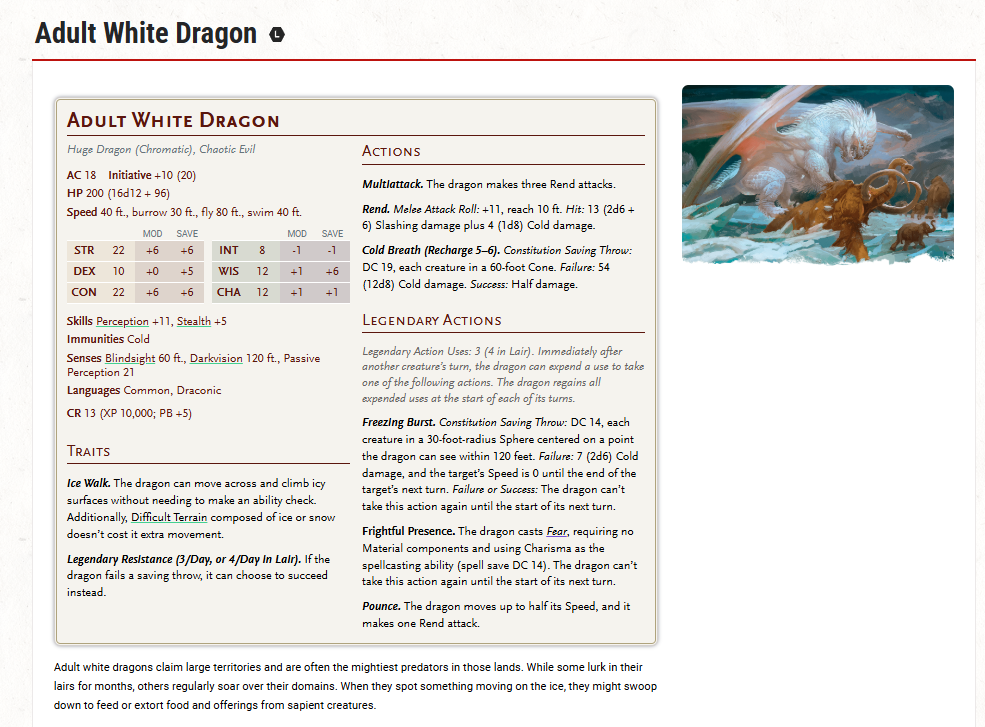 Adult White Dragon L
Adult White Dragon
Huge Dragon (Chromatic), Chaotic Evil
AC 18 Initiative +10 (20)
HP 200 (16d12 + 96)
Speed 40 ft., burrow 30 ft., fly 80 ft., swim 40 ft.
MOD SAVE MOD SAVE
STR 22 +6 +6 INT 8 -1 -1
DEX 10 +0 +5 WIS 12 +1 +6
CON 22 +6 +6 CHA 12 +1 +1
Skills Perception +11, Stealth +5
Immunities Cold
Senses Blindsight 60 ft., Darkvision 120 ft., Passive
Perception 21
Languages Common, Draconic
CR 13 (XP 10,000; PB +5)
Traits
Ice Walk. The dragon can move across and climb icy
surfaces without needing to make an ability check.
Additionally, Difficult Terrain composed of ice or snow
doesn't cost it extra movement.
Legendary Resistance (3/Day, or 4/Day in Lair). If the
dragon fails a saving throw, it can choose to succeed
instead.
Actions
Multiattack. The dragon makes three Rend attacks.
Rend. Melee Attack Roll: +11, reach 10 ft. Hit: 13 (2d6 +
6) Slashing damage plus 4 (1d8) Cold damage.
Cold Breath (Recharge 5–6). Constitution Saving Throw:
DC 19, each creature in a 60-foot Cone. Failure: 54
(12d8) Cold damage. Success: Half damage.
Legendary Actions
Legendary Action Uses: 3 (4 in Lair). Immediately after
another creature's turn, the dragon can expend a use to take
one of the following actions. The dragon regains all
expended uses at the start of each of its turns.
Freezing Burst. Constitution Saving Throw: DC 14, each
creature in a 30-foot-radius Sphere centered on a point
the dragon can see within 120 feet. Failure: 7 (2d6) Cold
damage, and the target's Speed is 0 until the end of the
target's next turn. Failure or Success: The dragon can't
take this action again until the start of its next turn.
Frightful Presence. The dragon casts Fear, requiring no
Material components and using Charisma as the
spellcasting ability (spell save DC 14). The dragon can't
take this action again until the start of its next turn.
Pounce. The dragon moves up to half its Speed, and it
makes one Rend attack.
Adult white dragons claim large territories and are often the mightiest predators in those lands. While some lurk in their
lairs for months, others regularly soar over their domains. When they spot something moving on the ice, they might swoop
down to feed or extort food and offerings from sapient creatures.